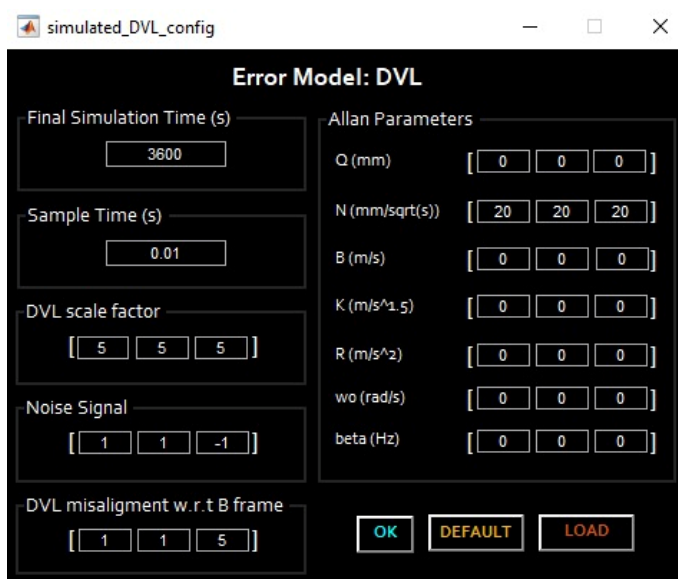 simulated_DVL_config
Error Model: DVL
Final Simulation Time (s)
3600
Sample Time (s)
0.01
DVL scale factor
[ 5 5 5 ]
Noise Signal
[ 1 1 -1 ]
DVL misaligment w.r.t B frame
[ 1 1 5 ]
Allan Parameters
Q (mm) [ 0 0 0 ]
N (mm/sqrt(s)) [ 20 20 20 ]
B (m/s) [ 0 0 0 ]
K (m/s^1.5) [ 0 0 0 ]
R (m/s^2) [ 0 0 0 ]
wo (rad/s) [ 0 0 0 ]
beta (Hz) [ 0 0 0 ]
OK DEFAULT LOAD